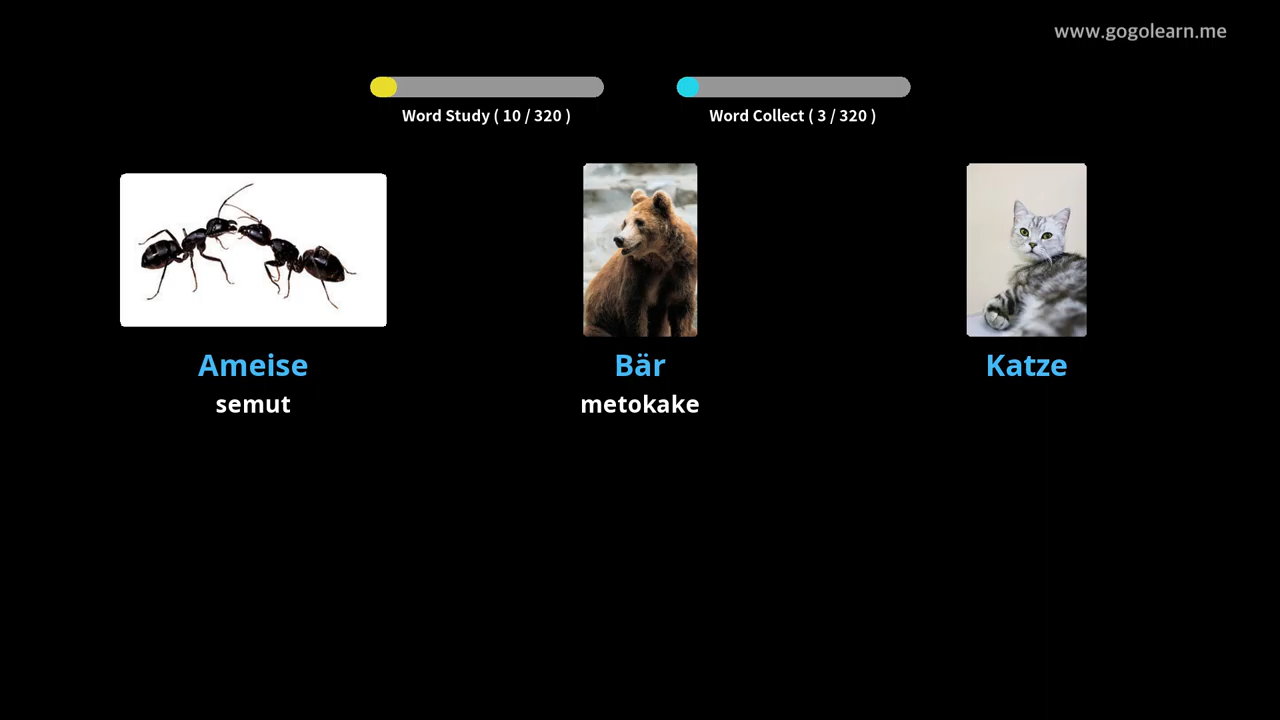 www.gogolearn.me
Word Study ( 10 / 320 )
Word Collect ( 3 / 320 )
Ameise
Bär
Katze
semut
metokake